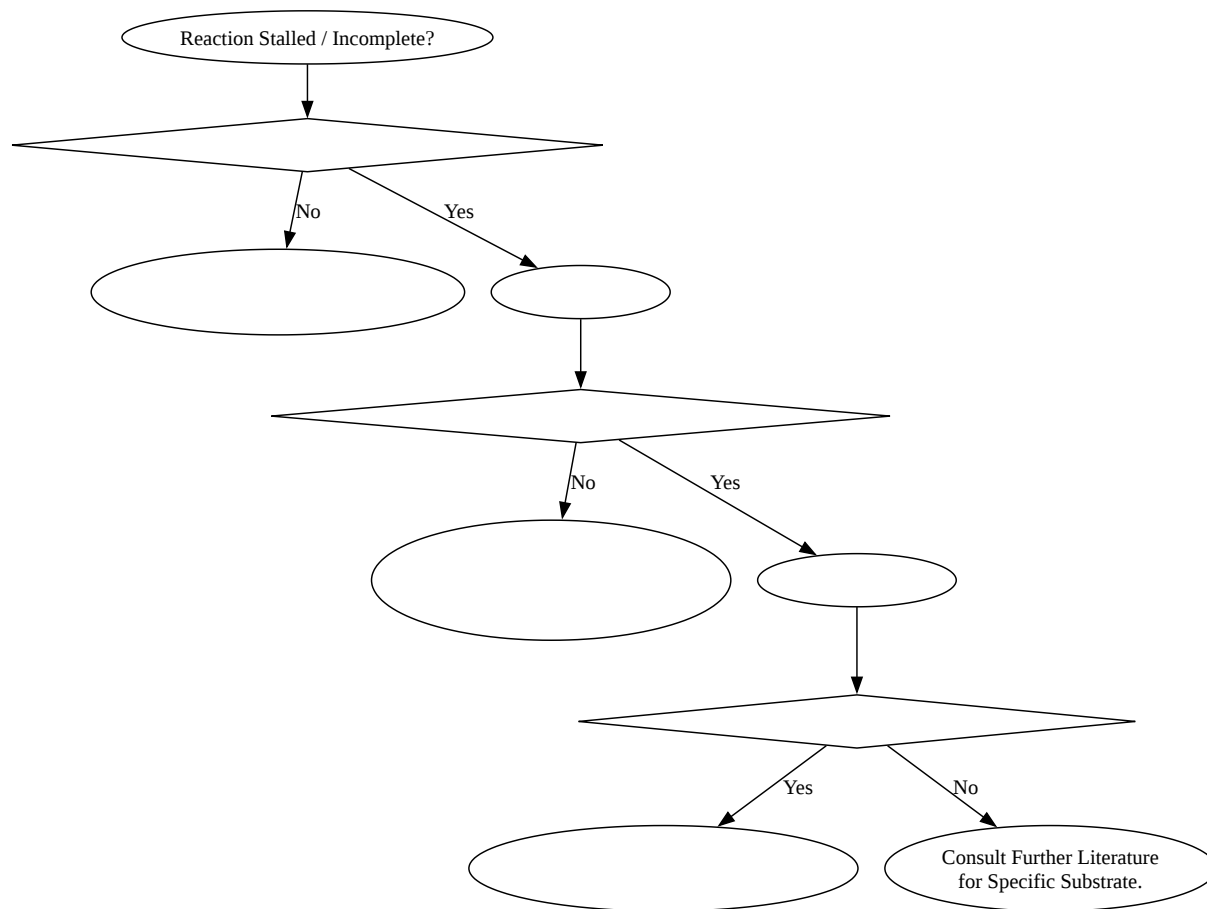 Reaction Stalled / Incomplete?
No
Yes
No
Yes
Yes
No
Consult Further Literature
for Specific Substrate.